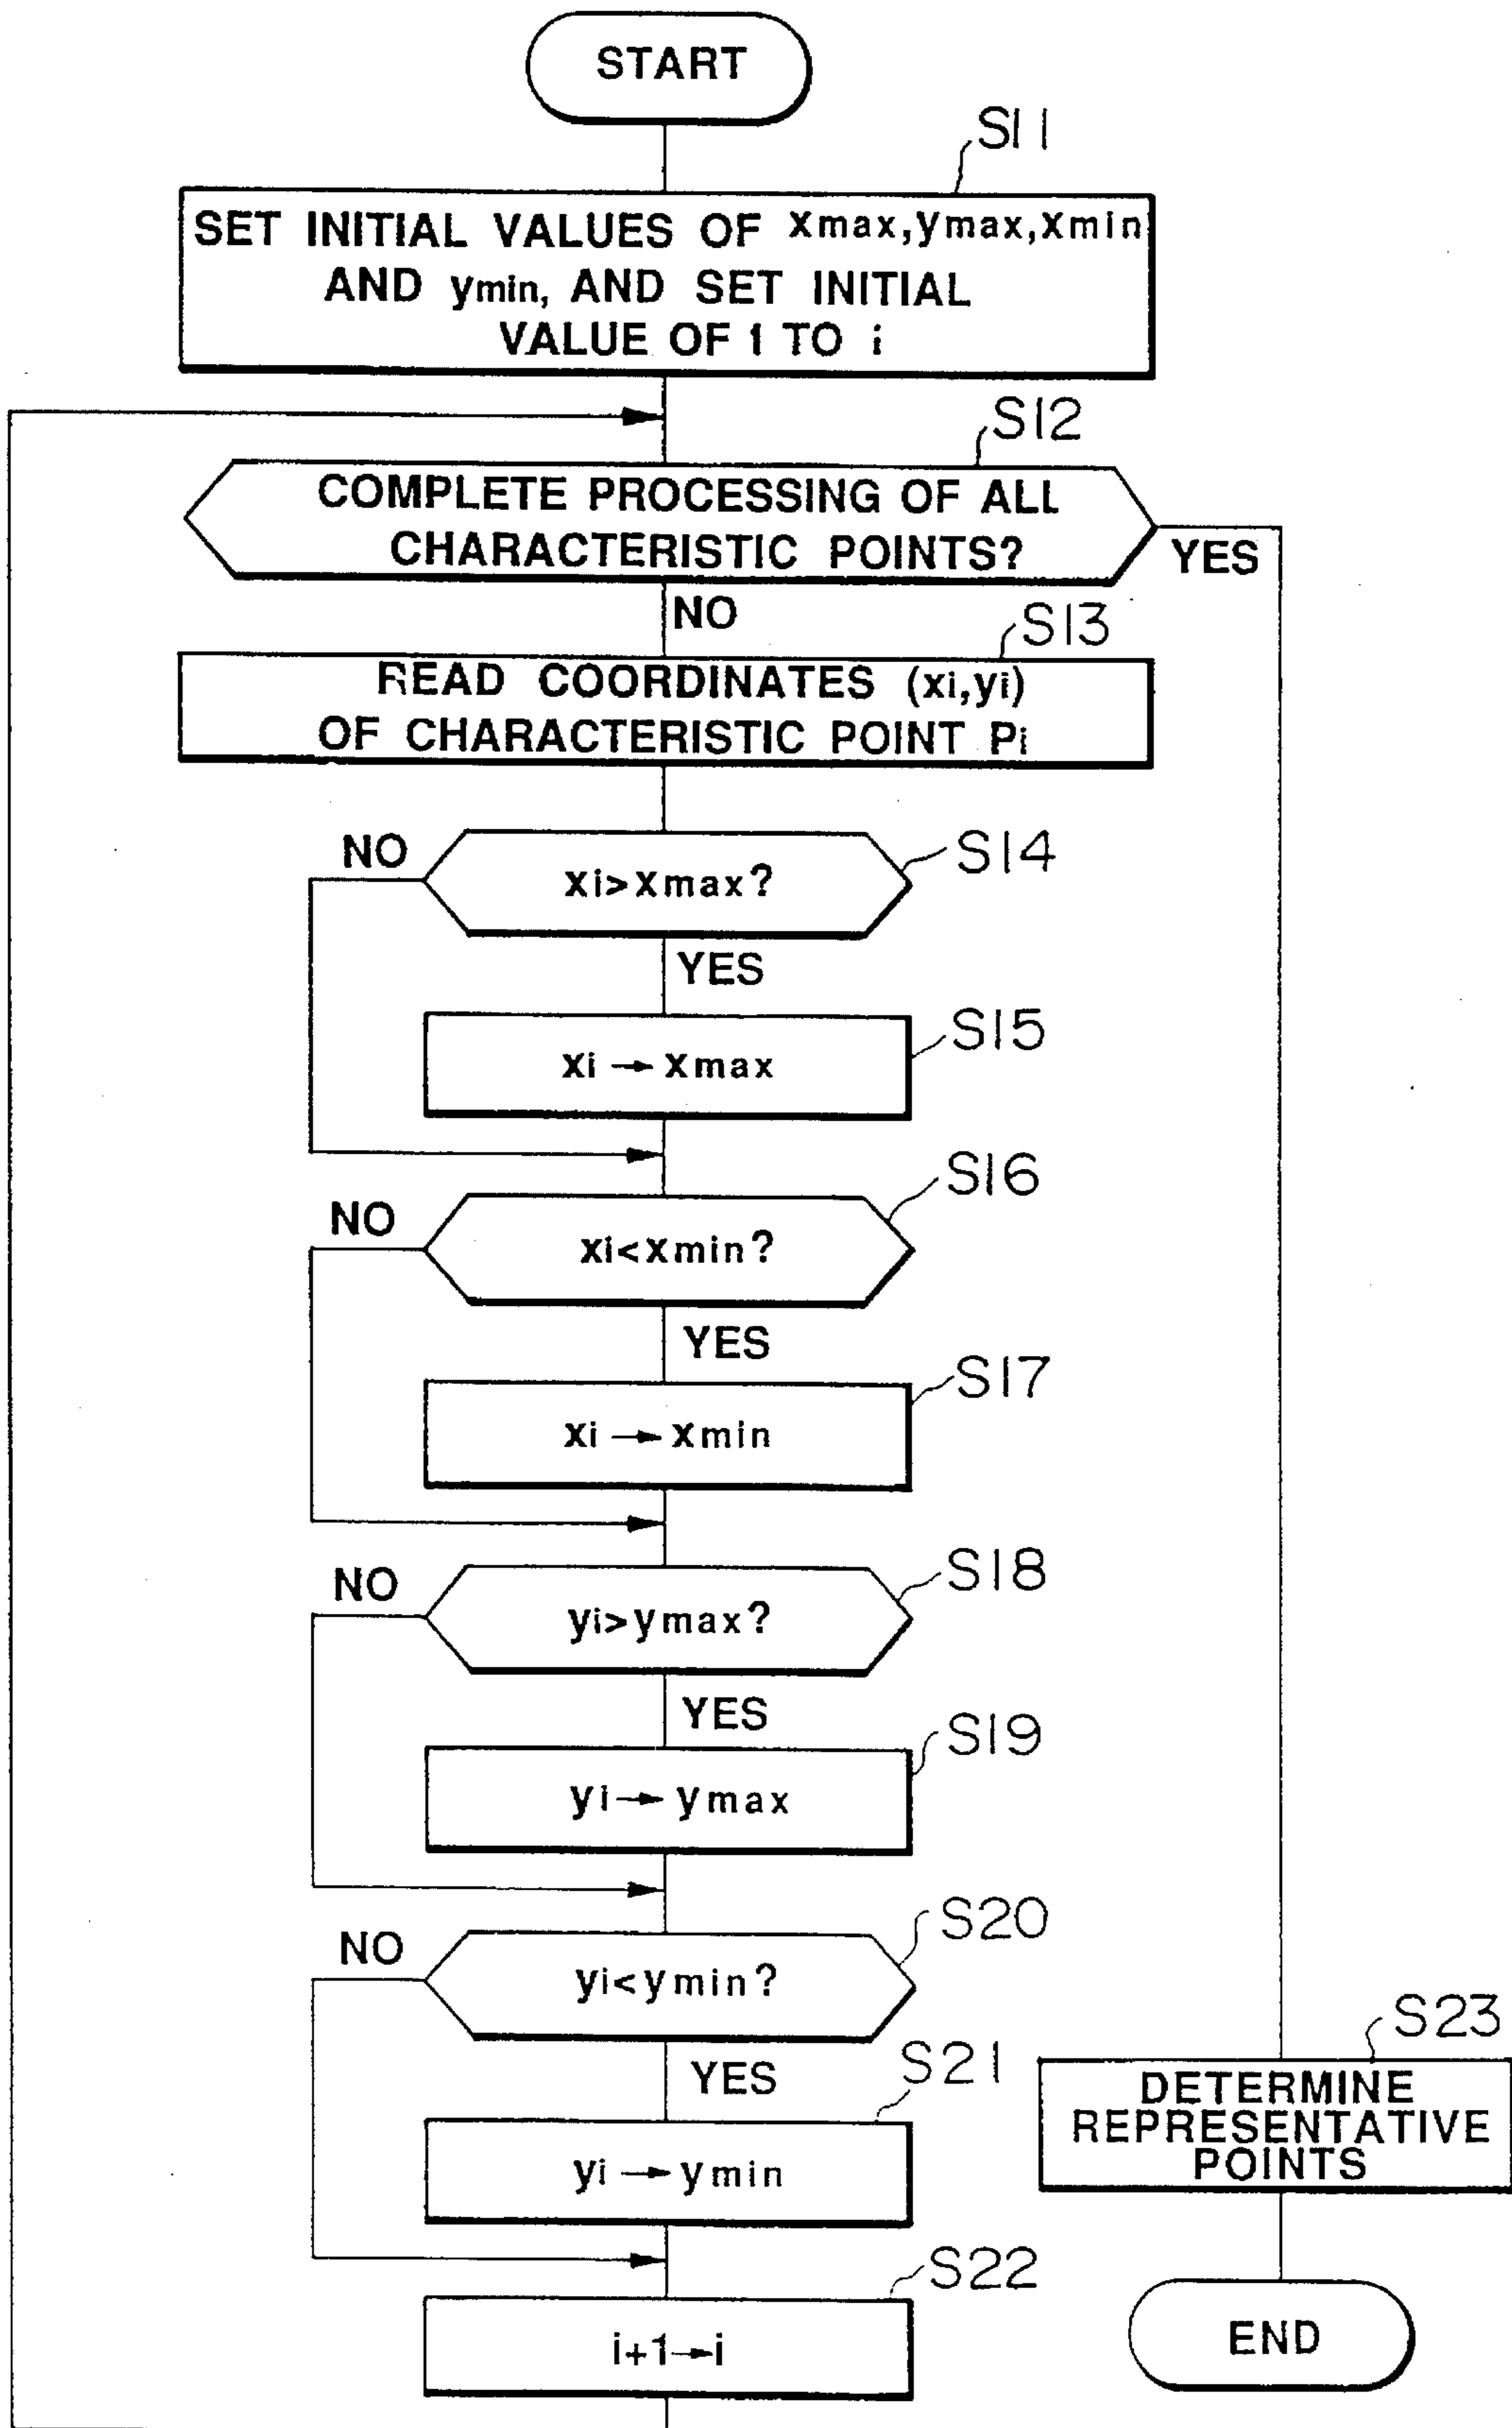 START
S11
SET INITIAL VALUES OF xmax,ymax,xmin
AND ymin, AND SET INITIAL
VALUE OF 1 TO i
S12
COMPLETE PROCESSING OF ALL
CHARACTERISTIC POINTS?
YES
NO
S13
READ COORDINATES (xi,yi)
OF CHARACTERISTIC POINT Pi
NO
S14
xi>xmax?
YES
S15
xi→xmax
S16
NO
xi<xmin?
YES
S17
xi→xmin
S18
NO
yi>ymax?
YES
S19
yi→ymax
S20
NO
yi<ymin?
S23
YES
S21
DETERMINE
REPRESENTATIVE
POINTS
yi→ymin
S22
i+1→i
END